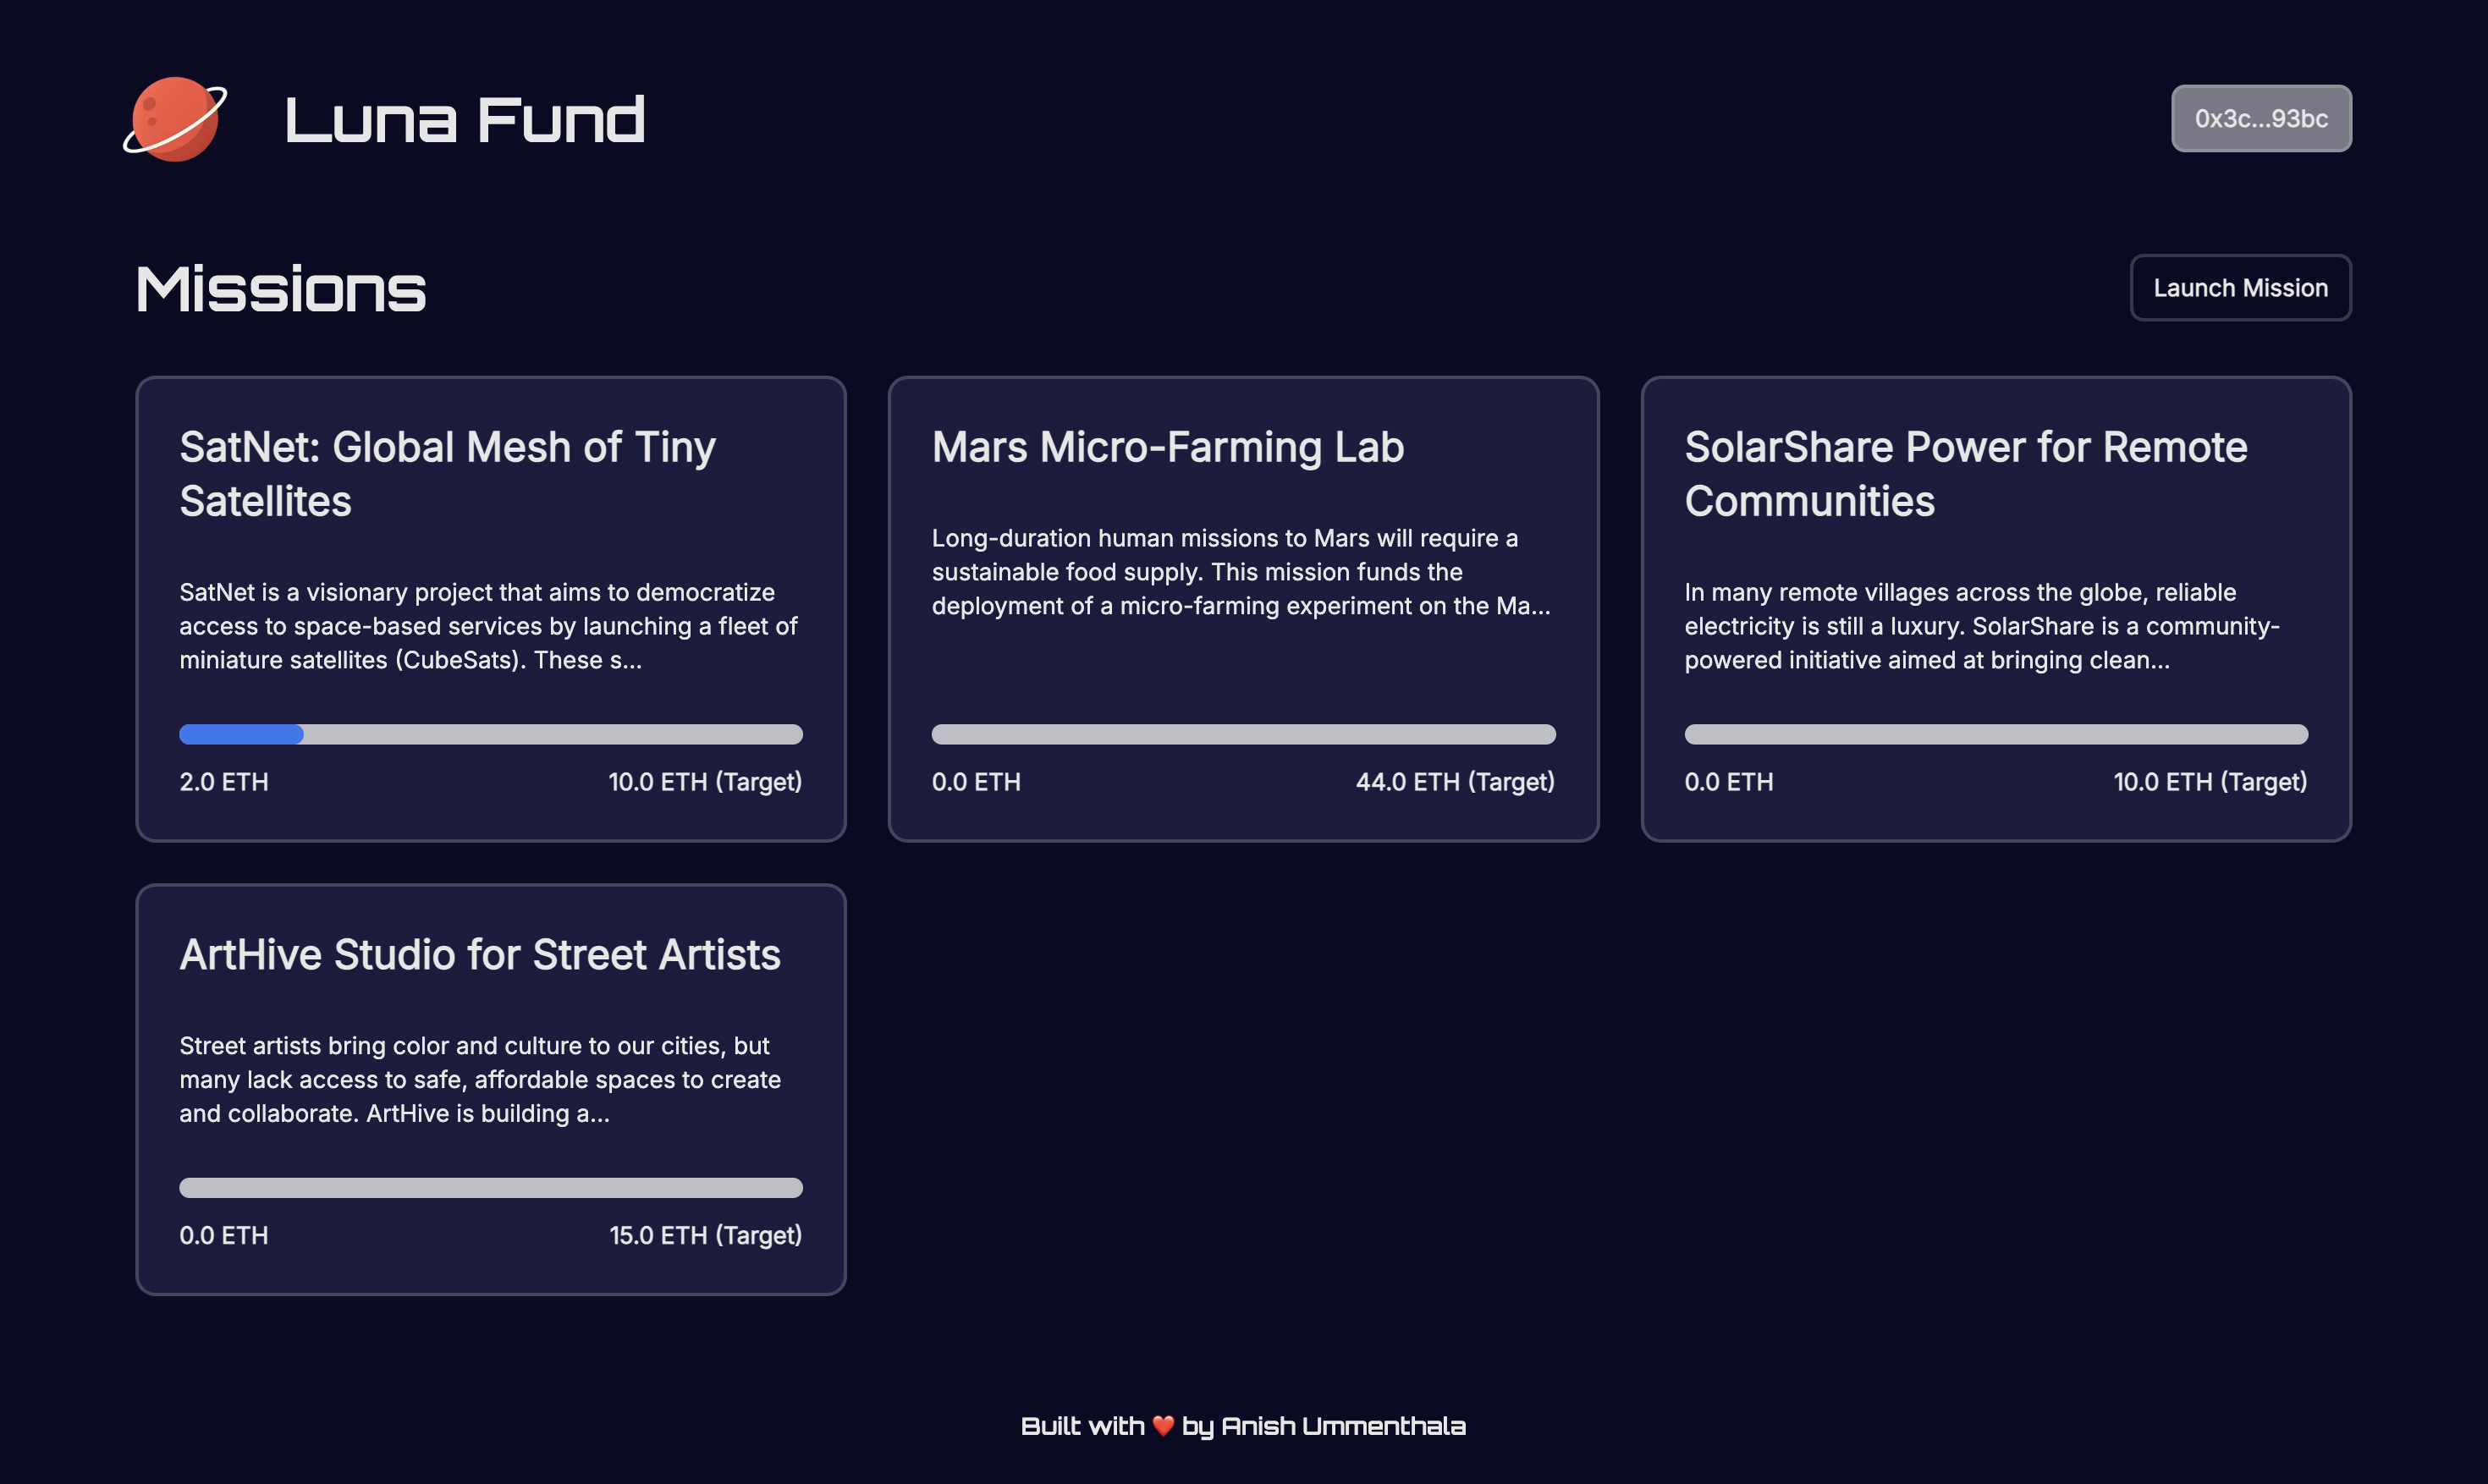 Luna Fund
0x3c...93bc
Missions
Launch Mission
SatNet: Global Mesh of Tiny
Satellites
SatNet is a visionary project that aims to democratize
access to space-based services by launching a fleet of
miniature satellites (CubeSats). These s...
2.0 ETH
10.0 ETH (Target)
Mars Micro-Farming Lab
Long-duration human missions to Mars will require a
sustainable food supply. This mission funds the
deployment of a micro-farming experiment on the Ma...
0.0 ETH
44.0 ETH (Target)
SolarShare Power for Remote
Communities
In many remote villages across the globe, reliable
electricity is still a luxury. SolarShare is a community-
powered initiative aimed at bringing clean...
0.0 ETH
10.0 ETH (Target)
ArtHive Studio for Street Artists
Street artists bring color and culture to our cities, but
many lack access to safe, affordable spaces to create
and collaborate. ArtHive is building a...
0.0 ETH
15.0 ETH (Target)
Built with ❤️ by Anish Ummenthala